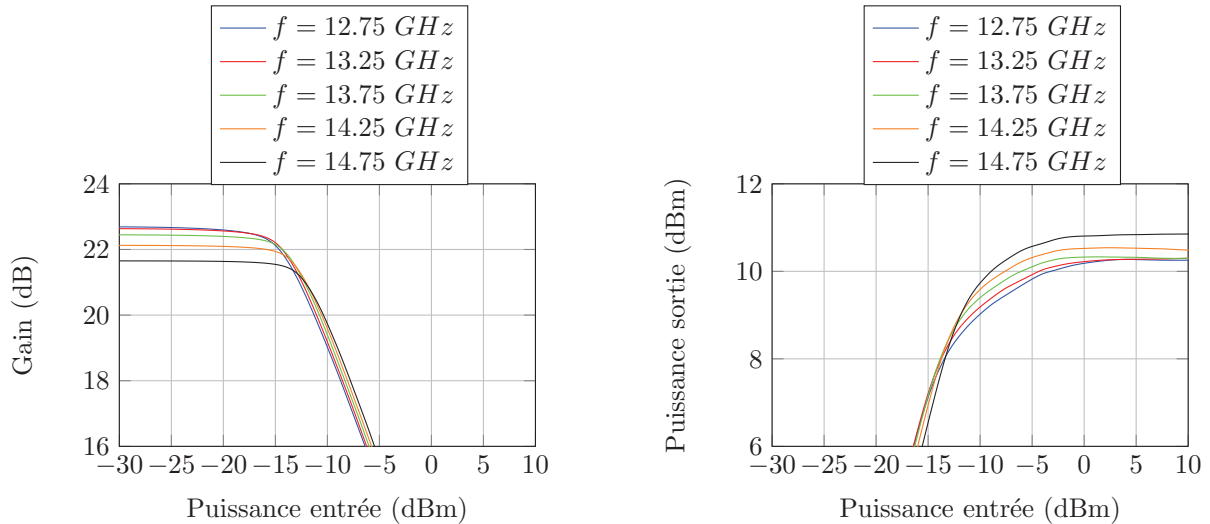 f = 12.75 GHz
f = 13.25 GHz
f = 13.75 GHz
f = 14.25 GHz
f = 14.75 GHz
24
22
20
18
16
−30 −25 −20 −15 −10 −5 0 5 10
Puissance entrée (dBm)
Gain (dB)
f = 12.75 GHz
f = 13.25 GHz
f = 13.75 GHz
f = 14.25 GHz
f = 14.75 GHz
12
10
8
6
−30 −25 −20 −15 −10 −5 0 5 10
Puissance entrée (dBm)
Puissance sortie (dBm)